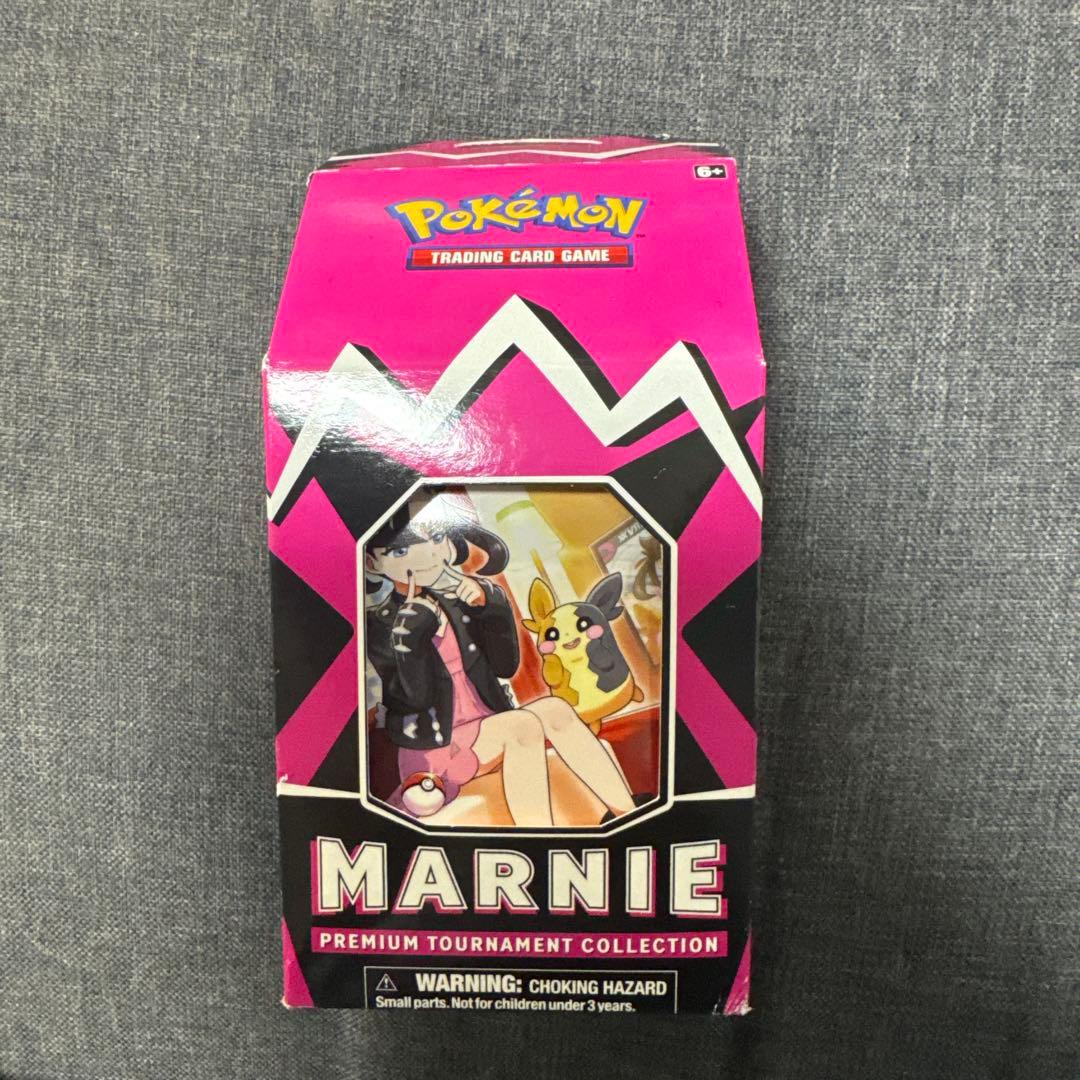 6+
POKéMON
TRADING CARD GAME
MARNIE
PREMIUM TOURNAMENT COLLECTION
WARNING: CHOKING HAZARD
Small parts. Not for children under 3 years.